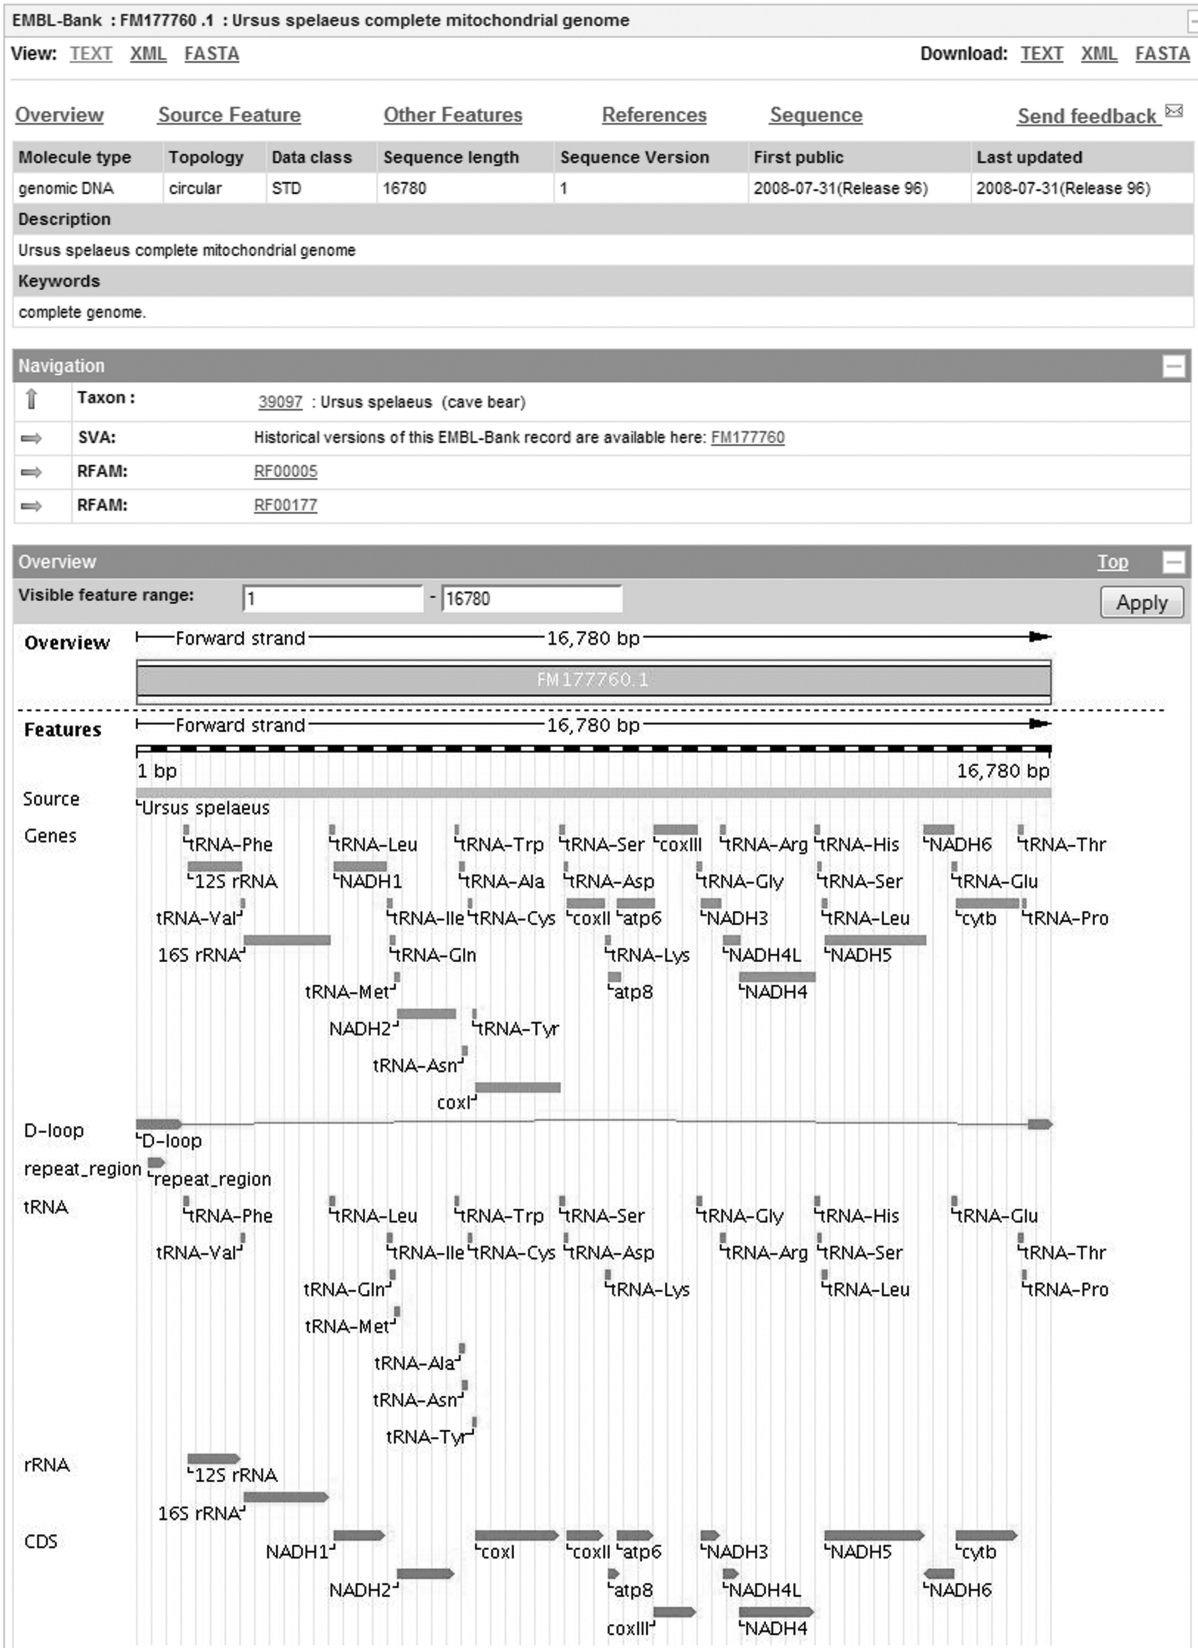 EMBL-Bank : FM177760 .1 : Ursus spelaeus complete mitochondrial genome
View: TEXT XML FASTA Download: TEXT XML FASTA
Overview Source Feature Other Features References Sequence Send feedback
Molecule type Topology Data class Sequence length Sequence Version First public Last updated
genomic DNA circular STD 16780 1 2008-07-31(Release 96) 2008-07-31(Release 96)
Description
Ursus spelaeus complete mitochondrial genome
Keywords
complete genome.
Navigation
Taxon : 39097 : Ursus spelaeus (cave bear)
SVA: Historical versions of this EMBL-Bank record are available here: FM177760
RFAM: RF00005
RFAM: RF00177
Overview Top
Visible feature range: 1 - 16780 Apply
Overview Forward strand 16,780 bp
FM177760.1
Features Forward strand 16,780 bp
1 bp 16,780 bp
Source
Ursus spelaeus
Genes
tRNA-Phe tRNA-Leu tRNA-Trp tRNA-Ser coxIII tRNA-Arg tRNA-His NADH6 tRNA-Thr
12S rRNA NADH1 tRNA-Ala tRNA-Asp tRNA-Gly tRNA-Ser tRNA-Glu
tRNA-Val tRNA-Ile tRNA-Cys coxII atp6 NADH3 tRNA-Leu cytb tRNA-Pro
16S rRNA tRNA-Gln tRNA-Lys NADH4L NADH5
tRNA-Met atp8 NADH4
NADH2 tRNA-Tyr
tRNA-Asn
coxI
D-loop
D-loop
repeat_region repeat_region
tRNA
tRNA-Phe tRNA-Leu tRNA-Trp tRNA-Ser tRNA-Gly tRNA-His tRNA-Glu
tRNA-Val tRNA-Ile tRNA-Cys tRNA-Asp tRNA-Arg tRNA-Ser tRNA-Thr
tRNA-Gln tRNA-Lys tRNA-Leu tRNA-Pro
tRNA-Met
tRNA-Ala
tRNA-Asn
tRNA-Tyr
rRNA
12S rRNA
16S rRNA
CDS
NADH1 coxI coxII atp6 NADH3 NADH5 cytb
NADH2 atp8 NADH4L NADH6
coxIII NADH4